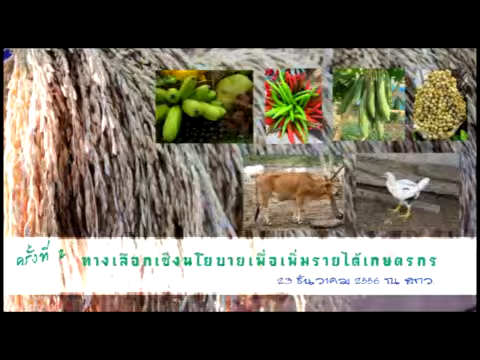 ครั้งที่ 2 ทางเลือกเชิงนโยบายเพื่อเพิ่มรายได้เกษตรกร
23 ธันวาคม 2556 ณ สกว.